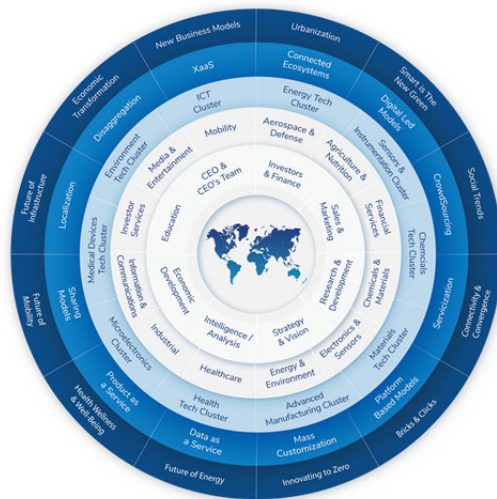 New Business Models
Urbanization
Smart is The
New Green
Social Trends
Connectivity &
Convergence
Bricks & Clicks
Innovating to Zero
Future of Energy
Health Wellness
& Well-Being
Future of
Mobility
Future of
Infrastructure
Economic
Transformation
XaaS
Connected
Ecosystems
Digital Led
Models
CrowdSourcing
Servicization
Platform
Based Models
Mass
Customization
Data as
a Service
Product as
a Service
Sharing
Models
Localization
Disaggregation
ICT
Cluster
Energy Tech
Cluster
Sensors &
Instrumentation Cluster
Chemcials
Tech Cluster
Materials
Tech Cluster
Advanced
Manufacturing Cluster
Health
Tech Cluster
Microelectronics
Cluster
Medical Devices
Tech Cluster
Environment
Tech Cluster
Mobility
Aerospace &
Defense
Agriculture &
Nutrition
Financial
Services
Chemicals &
Materials
Electronics &
Sensors
Energy &
Environment
Healthcare
Industrial
Information &
Communications
Investor
Services
Media &
Entertainment
CEO &
CEO's Team
Investors
& Finance
Sales &
Marketing
Research &
Development
Strategy
& Vision
Intelligence /
Analysis
Economic
Development
Education